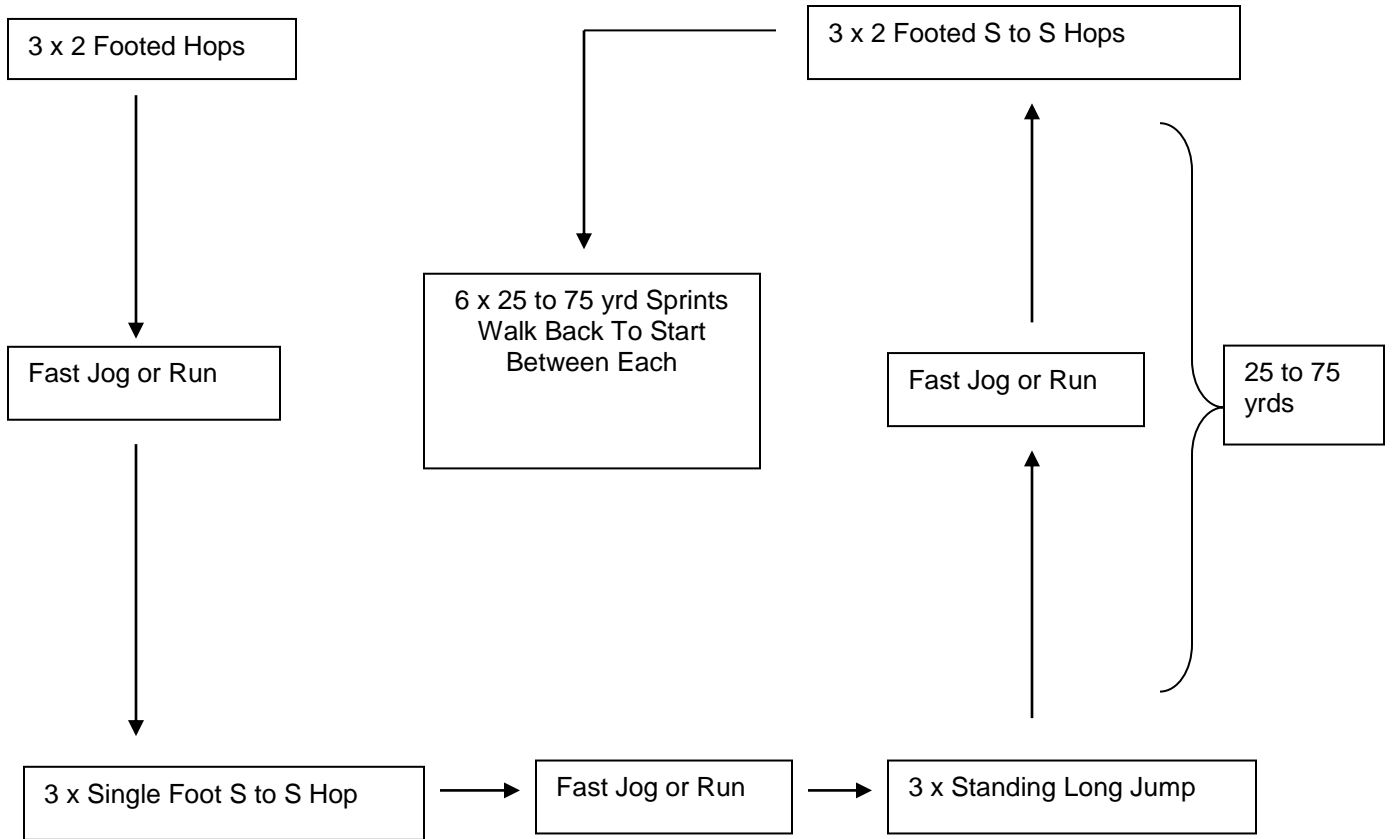 3 x 2 Footed Hops
3 x 2 Footed S to S Hops
6 x 25 to 75 yrd Sprints
Walk Back To Start
Between Each
Fast Jog or Run
Fast Jog or Run
25 to 75
yrds
3 x Single Foot S to S Hop
Fast Jog or Run
3 x Standing Long Jump